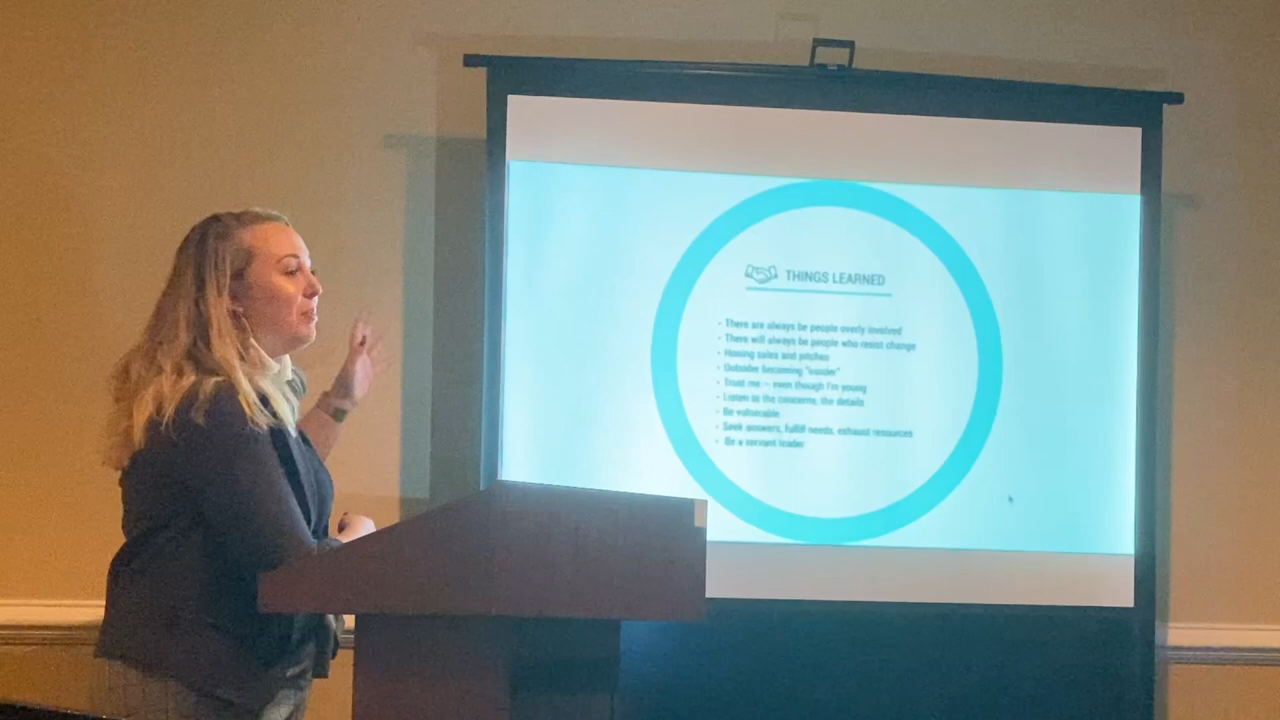 THINGS LEARNED
• There are always be people overly involved
• There will always be people who resist change
• Honing sales and pitches
• Outsider becoming "insider"
• Trust me - even though I'm young
• Listen to the concerns, the details
• Be vulnerable
• Seek answers, fulfill needs, exhaust resources
• Be a servant leader